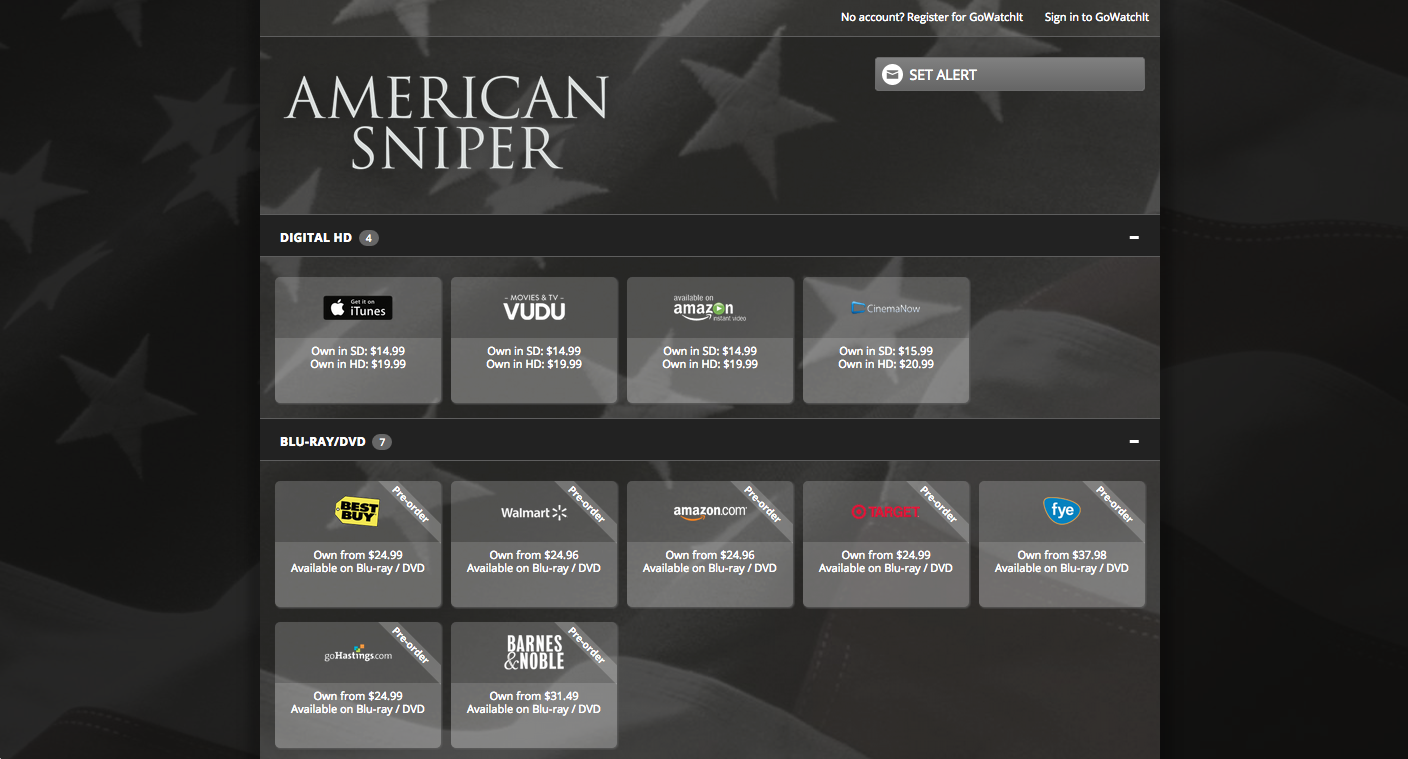 No account? Register for GoWatchIt
Sign in to GoWatchIt
SET ALERT
AMERICAN
SNIPER
DIGITAL HD 4
Get it on
iTunes
Own in SD: $14.99
Own in HD: $19.99
– MOVIES & TV –
VUDU
Own in SD: $14.99
Own in HD: $19.99
available on
amazon
instant video
Own in SD: $14.99
Own in HD: $19.99
CinemaNow
Own in SD: $15.99
Own in HD: $20.99
BLU-RAY/DVD 7
BEST
BUY
Pre-order
Own from $24.99
Available on Blu-ray / DVD
Walmart
Pre-order
Own from $24.96
Available on Blu-ray / DVD
amazon.com
Pre-order
Own from $24.96
Available on Blu-ray / DVD
TARGET
Pre-order
Own from $24.99
Available on Blu-ray / DVD
fye
Pre-order
Own from $37.98
Available on Blu-ray / DVD
goHastings.com
Pre-order
Own from $24.99
Available on Blu-ray / DVD
BARNES
&NOBLE
Pre-order
Own from $31.49
Available on Blu-ray / DVD